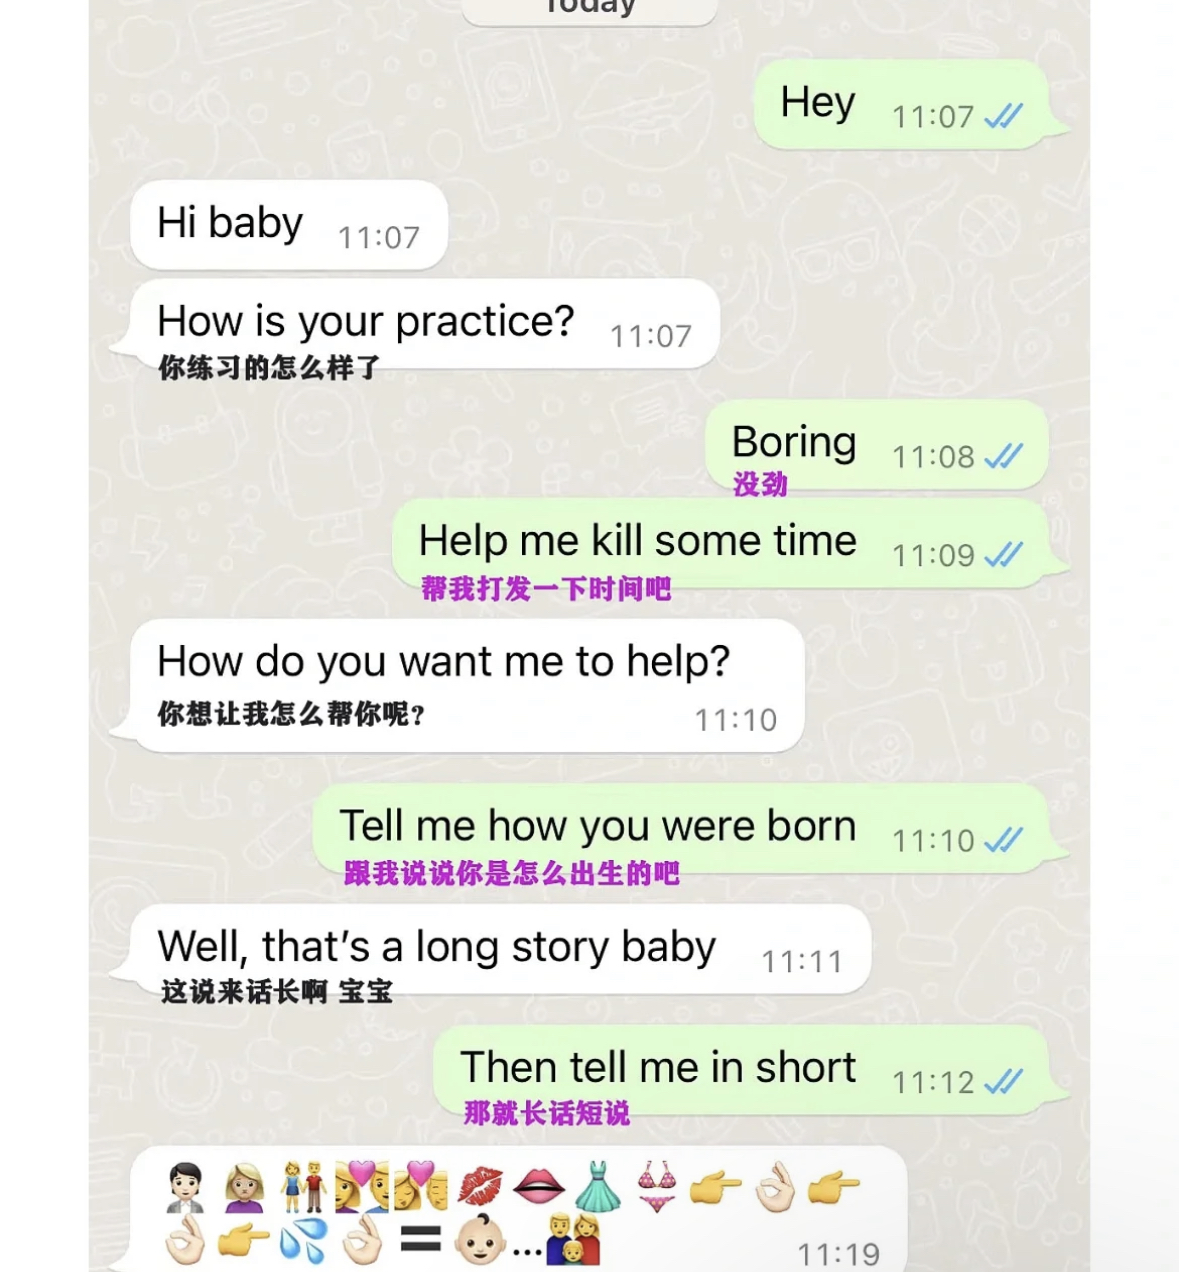 Today
Hey 11:07
Hi baby 11:07
How is your practice? 11:07
你练习的怎么样了
Boring 11:08
没劲
Help me kill some time 11:09
帮我打发一下时间吧
How do you want me to help?
你想让我怎么帮你呢? 11:10
Tell me how you were born 11:10
跟我说说你是怎么出生的吧
Well, that's a long story baby 11:11
这说来话长啊 宝宝
Then tell me in short 11:12
那就长话短说
🤵🏻🙎🏼‍♀️👫👩‍❤️‍👨👩‍❤️‍💋‍👨💋👄👗👙👉👌🏻👉
👌🏻👉💦👌🏻=👶🏻...👨‍👩‍👦 11:19